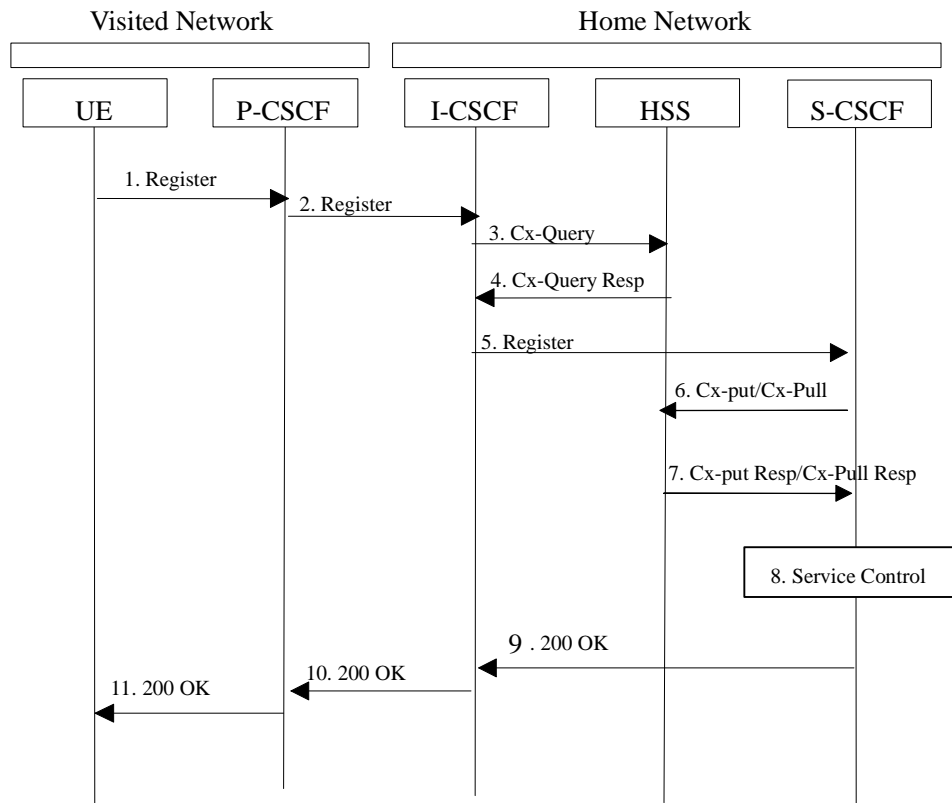 Visited Network
Home Network
UE
P-CSCF
I-CSCF
HSS
S-CSCF
1. Register
2. Register
3. Cx-Query
4. Cx-Query Resp
5. Register
6. Cx-put/Cx-Pull
7. Cx-put Resp/Cx-Pull Resp
8. Service Control
9 . 200 OK
10. 200 OK
11. 200 OK